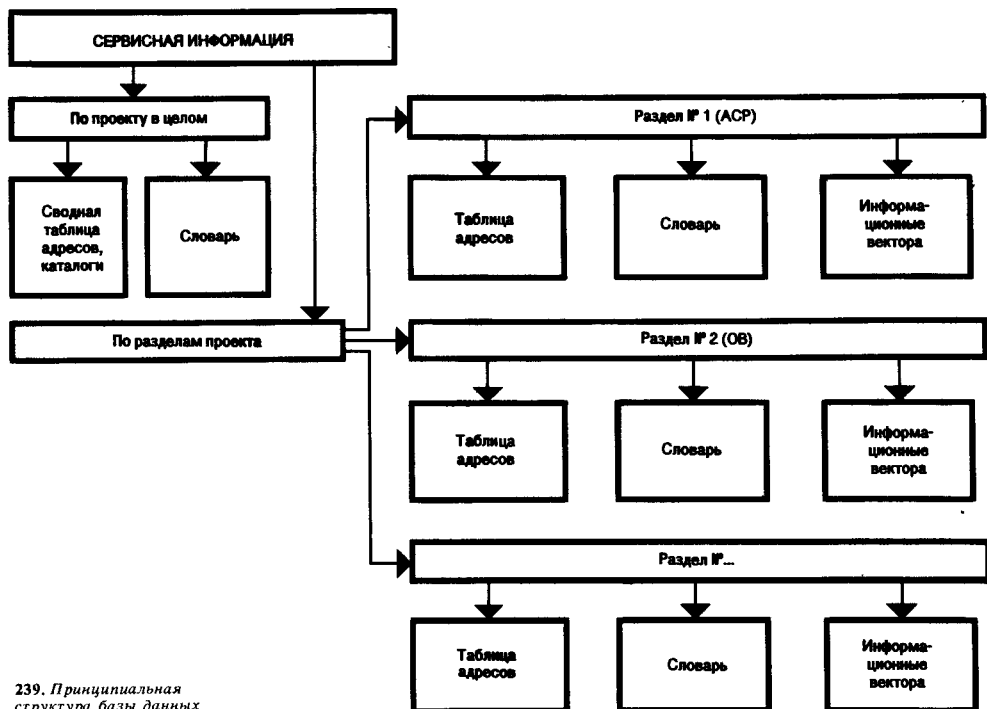 СЕРВИСНАЯ ИНФОРМАЦИЯ
По проекту в целом
Сводная
таблица
адресов,
каталоги
Словарь
По разделам проекта
Раздел № 1 (АСР)
Таблица
адресов
Словарь
Информа-
ционные
вектора
Раздел № 2 (ОВ)
Таблица
адресов
Словарь
Информа-
ционные
вектора
Раздел №...
Таблица
адресов
Словарь
Информа-
ционные
вектора
239. Принципиальная
структура базы данных